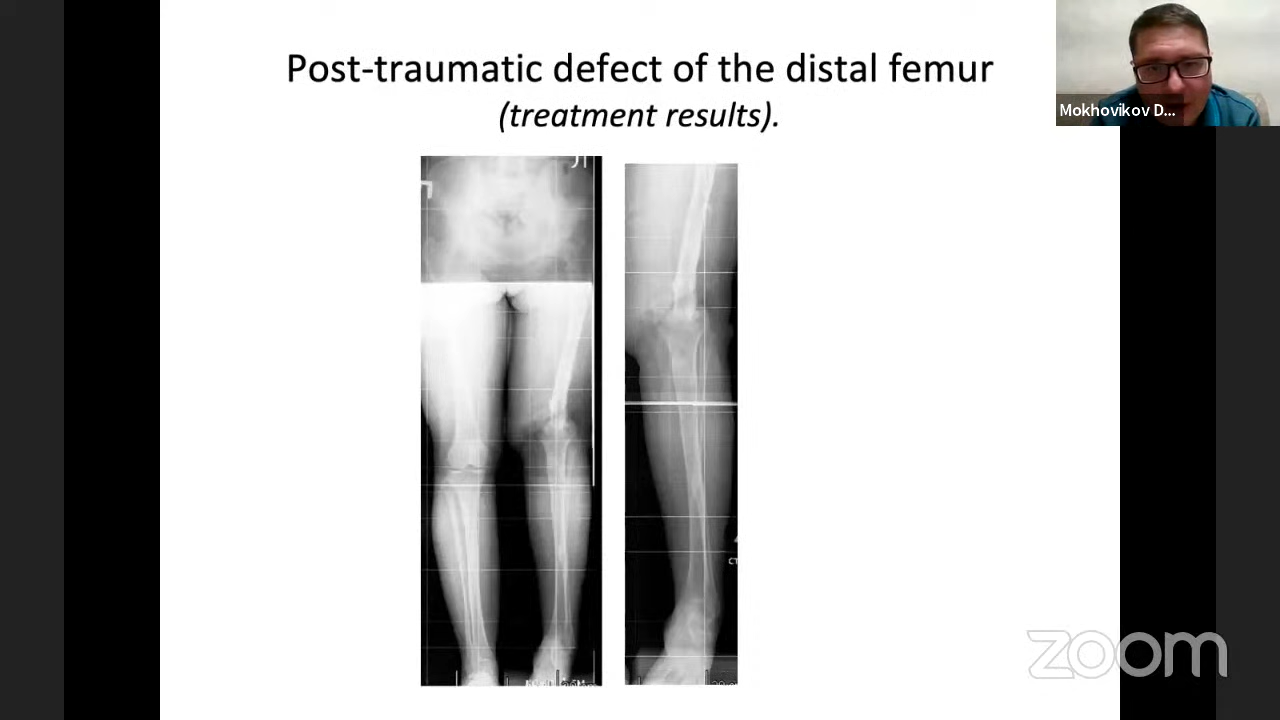 Post-traumatic defect of the distal femur
(treatment results).
Mokhovikov D...
Л
П
zoom